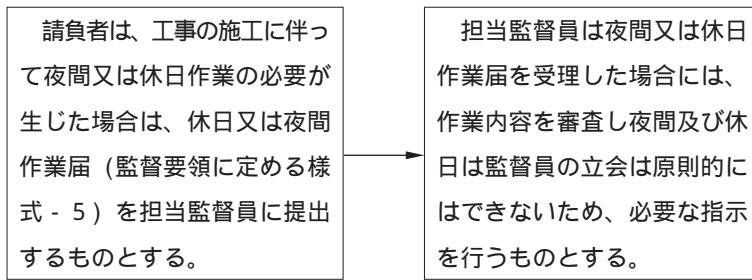 請負者は、工事の施工に伴っ
て夜間又は休日作業の必要が
生じた場合は、休日又は夜間
作業届（監督要領に定める様
式‐５）を担当監督員に提出
するものとする。
担当監督員は夜間又は休日
作業届を受理した場合には、
作業内容を審査し夜間及び休
日は監督員の立会は原則的に
はできないため、必要な指示
を行うものとする。